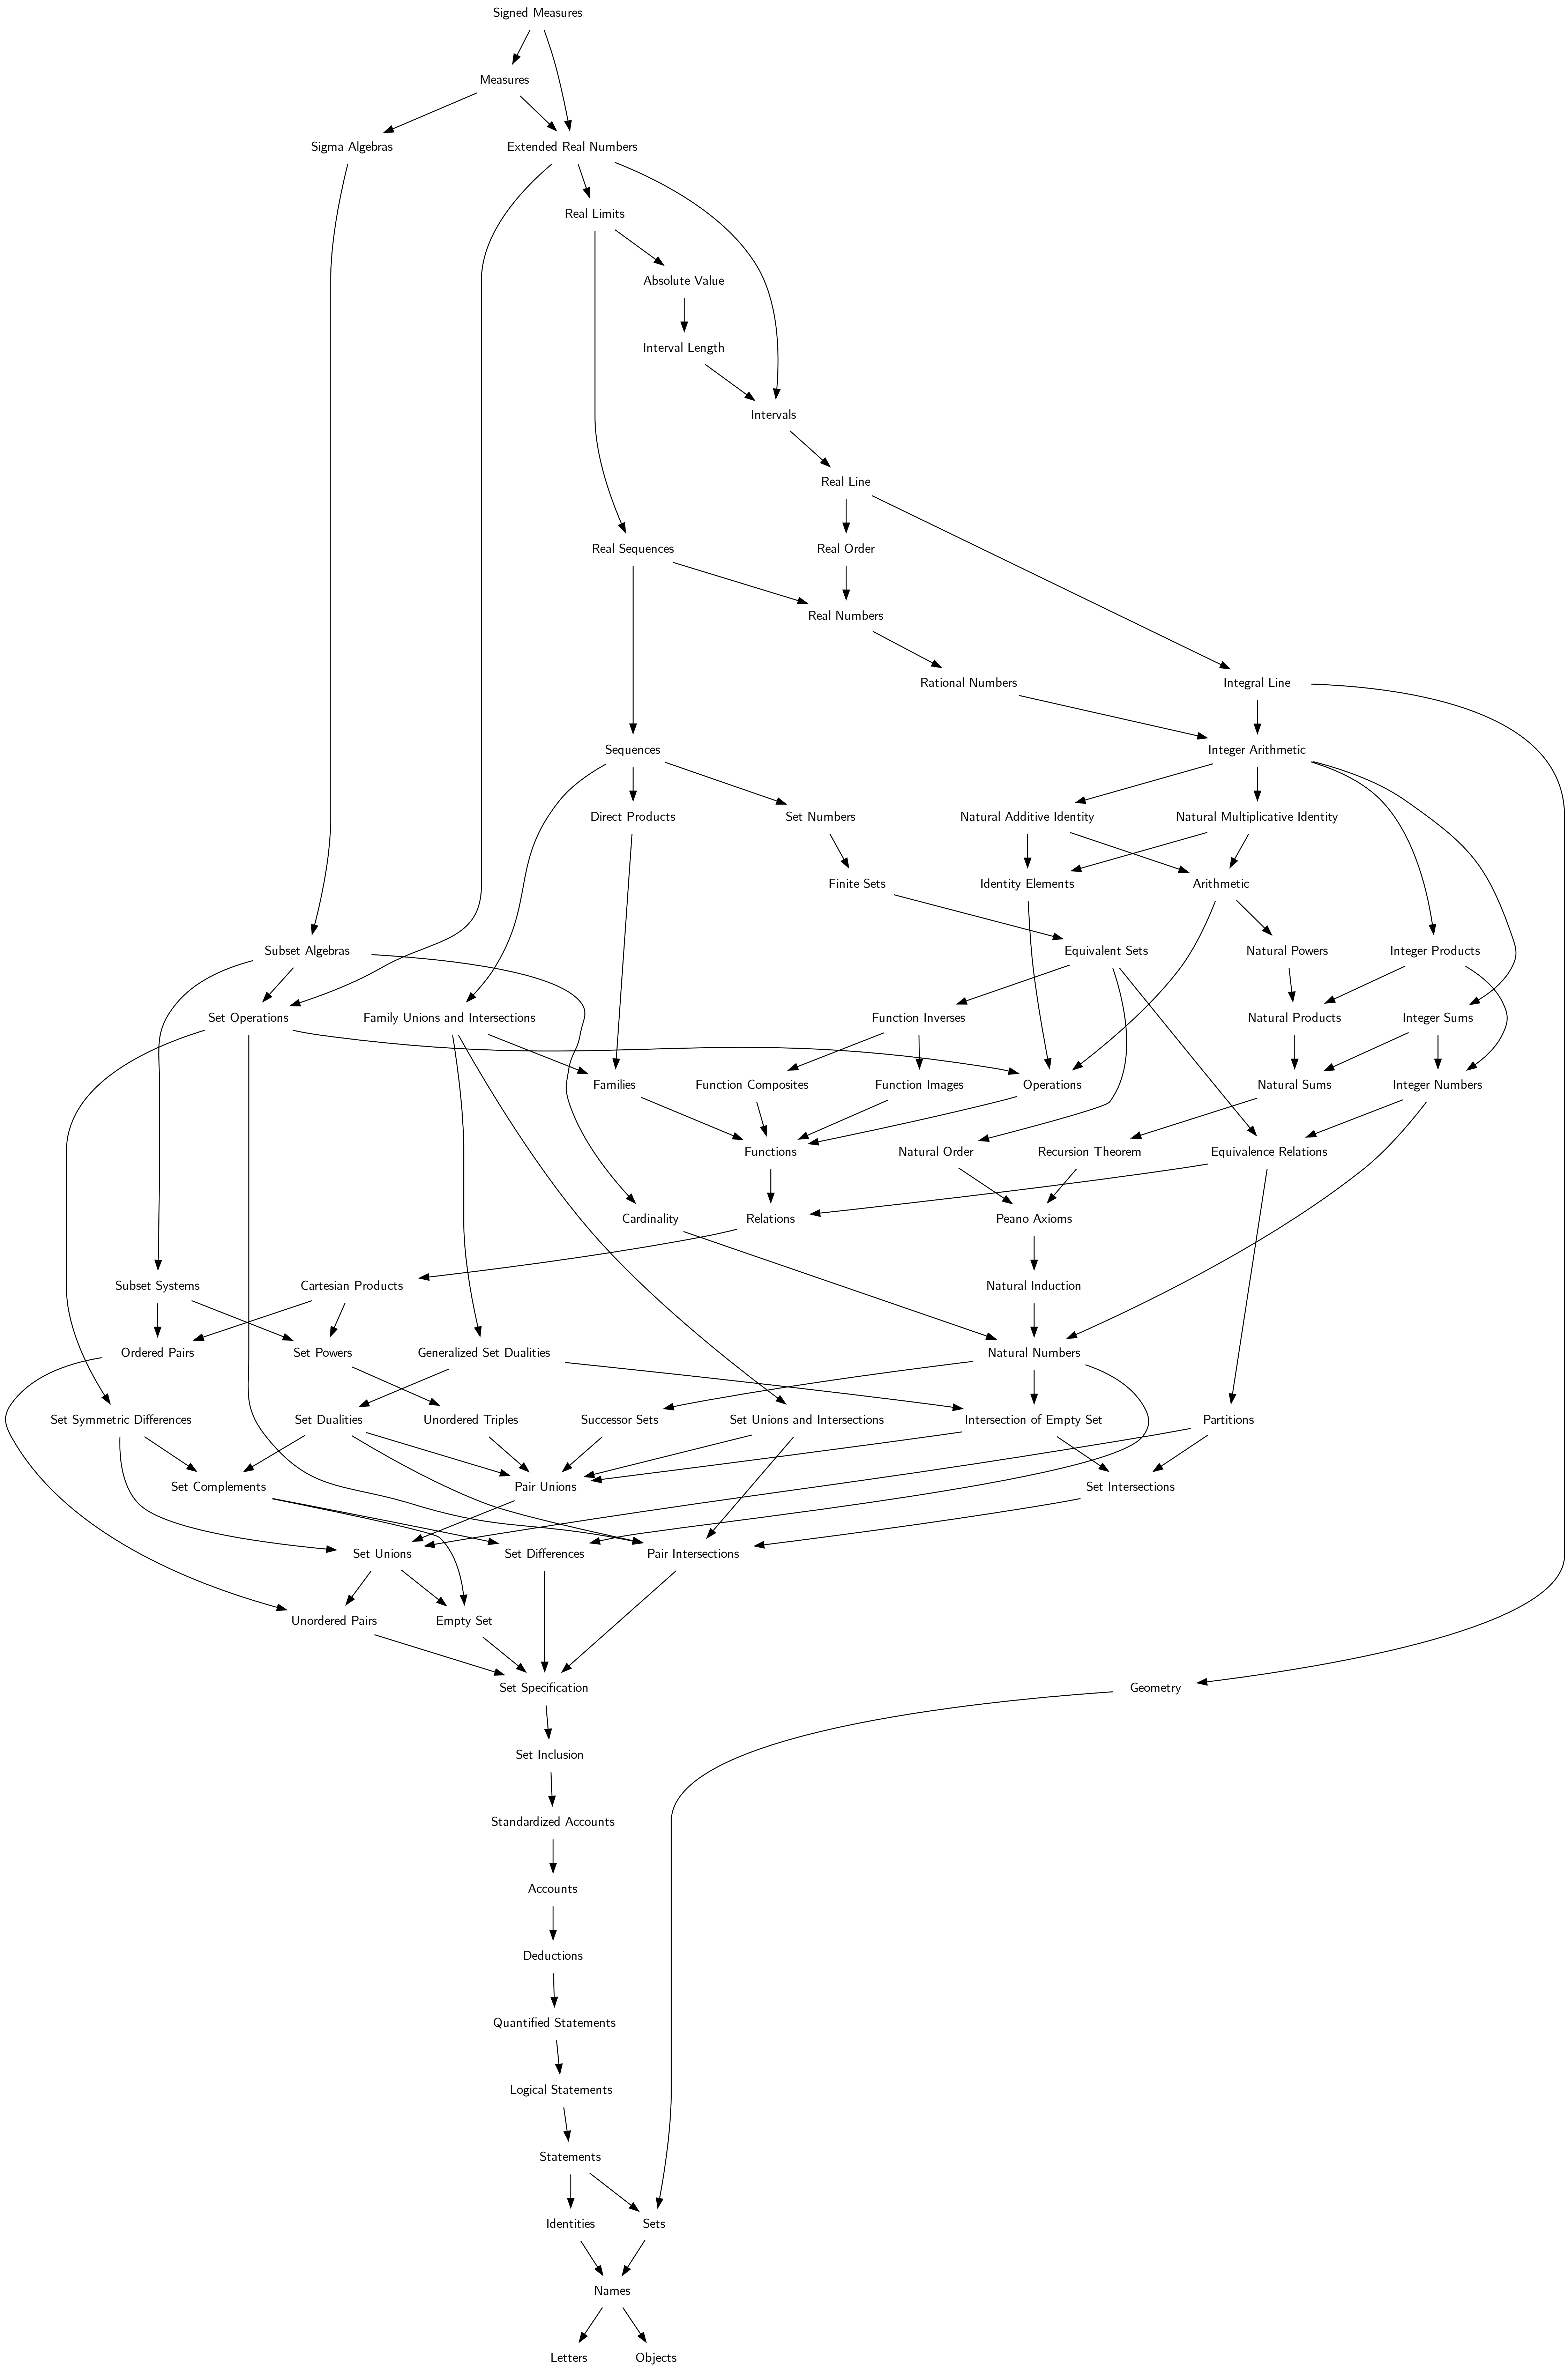 Signed Measures
Measures
Sigma Algebras
Extended Real Numbers
Real Limits
Absolute Value
Interval Length
Intervals
Real Line
Real Sequences
Real Order
Real Numbers
Rational Numbers
Integral Line
Sequences
Integer Arithmetic
Direct Products
Set Numbers
Natural Additive Identity
Natural Multiplicative Identity
Finite Sets
Identity Elements
Arithmetic
Subset Algebras
Equivalent Sets
Natural Powers
Integer Products
Set Operations
Family Unions and Intersections
Function Inverses
Natural Products
Integer Sums
Families
Function Composites
Function Images
Operations
Natural Sums
Integer Numbers
Functions
Natural Order
Recursion Theorem
Equivalence Relations
Cardinality
Relations
Peano Axioms
Subset Systems
Cartesian Products
Natural Induction
Ordered Pairs
Set Powers
Generalized Set Dualities
Natural Numbers
Set Symmetric Differences
Set Dualities
Unordered Triples
Successor Sets
Set Unions and Intersections
Intersection of Empty Set
Partitions
Set Complements
Pair Unions
Set Intersections
Set Unions
Set Differences
Pair Intersections
Unordered Pairs
Empty Set
Set Specification
Geometry
Set Inclusion
Standardized Accounts
Accounts
Deductions
Quantified Statements
Logical Statements
Statements
Identities
Sets
Names
Letters
Objects